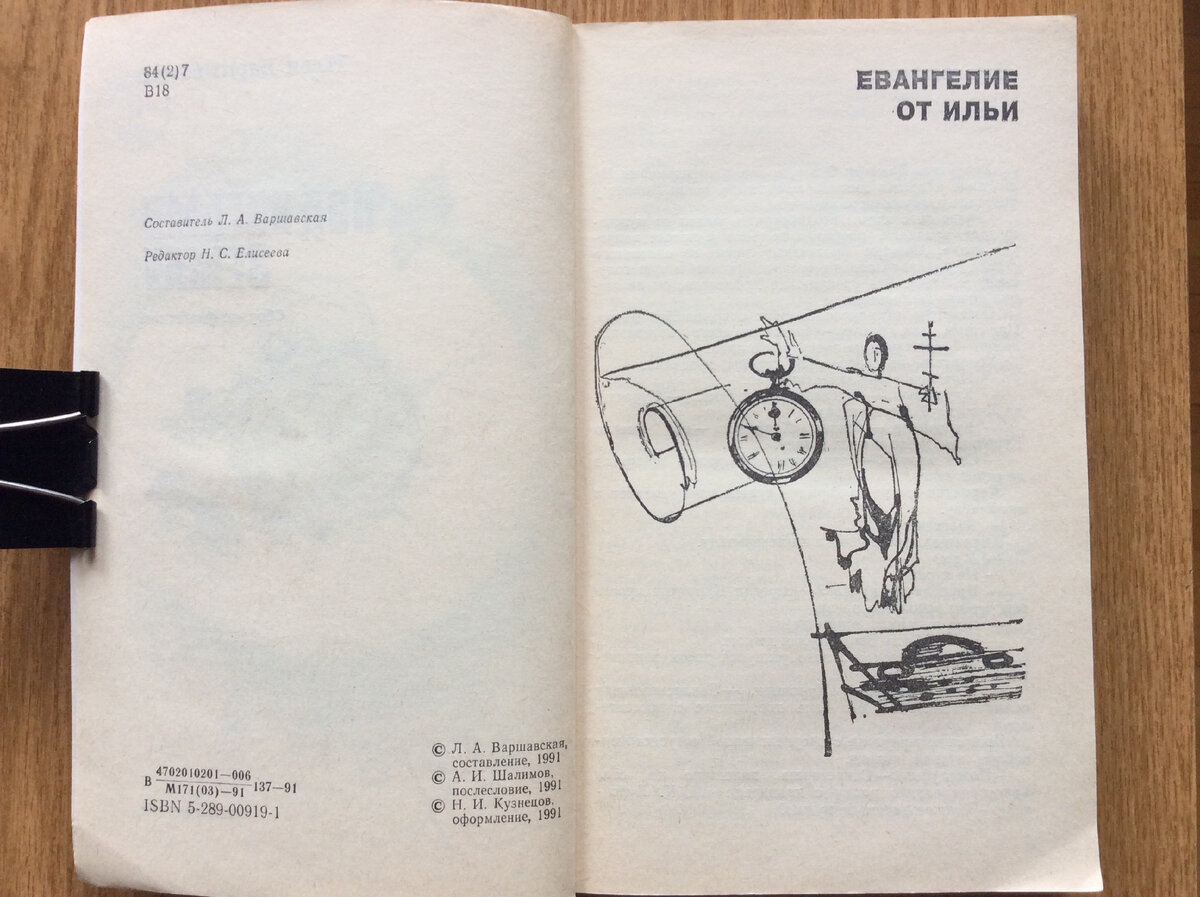 84(2)7
В18
Составитель Л. А. Варшавская
Редактор Н. С. Елисеева
В 4702010201—006
М171(03)—91 137—91
ISBN 5-289-00919-1
© Л. А. Варшавская,
составление, 1991
© А. И. Шалимов,
послесловие, 1991
© Н. И. Кузнецов,
оформление, 1991
ЕВАНГЕЛИЕ
ОТ ИЛЬИ